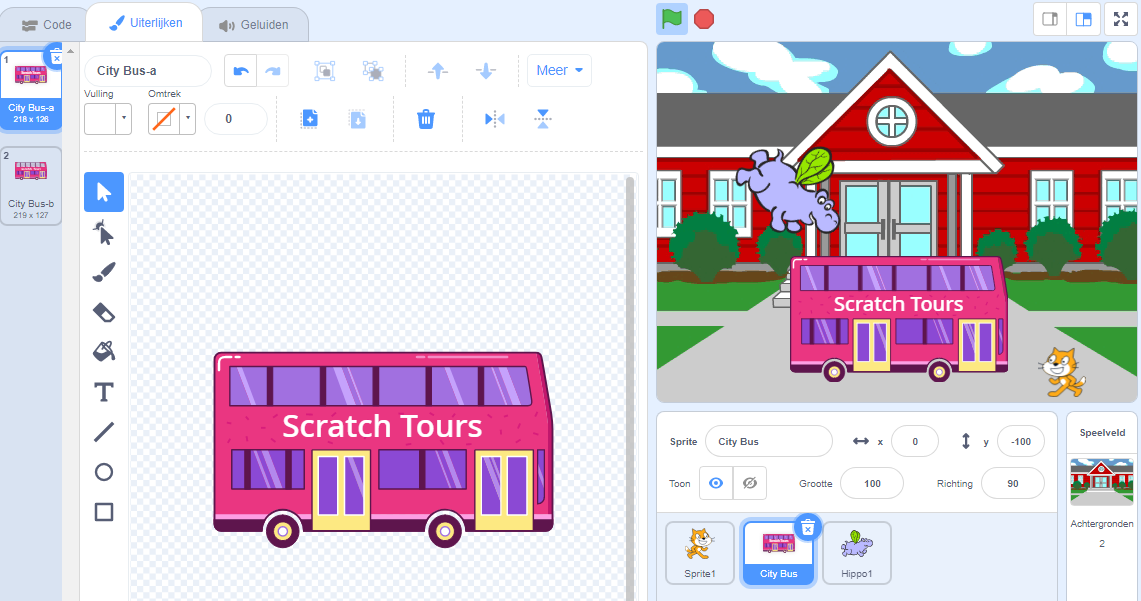 Code
Uiterlijken
Geluiden
1
City Bus-a
218 x 126
2
City Bus-b
219 x 127
City Bus-a
Meer
Vulling
Omtrek
0
Scratch Tours
Scratch Tours
Sprite
City Bus
x
0
y
-100
Toon
Grootte
100
Richting
90
Sprite1
City Bus
Hippo1
Speelveld
Achtergronden
2